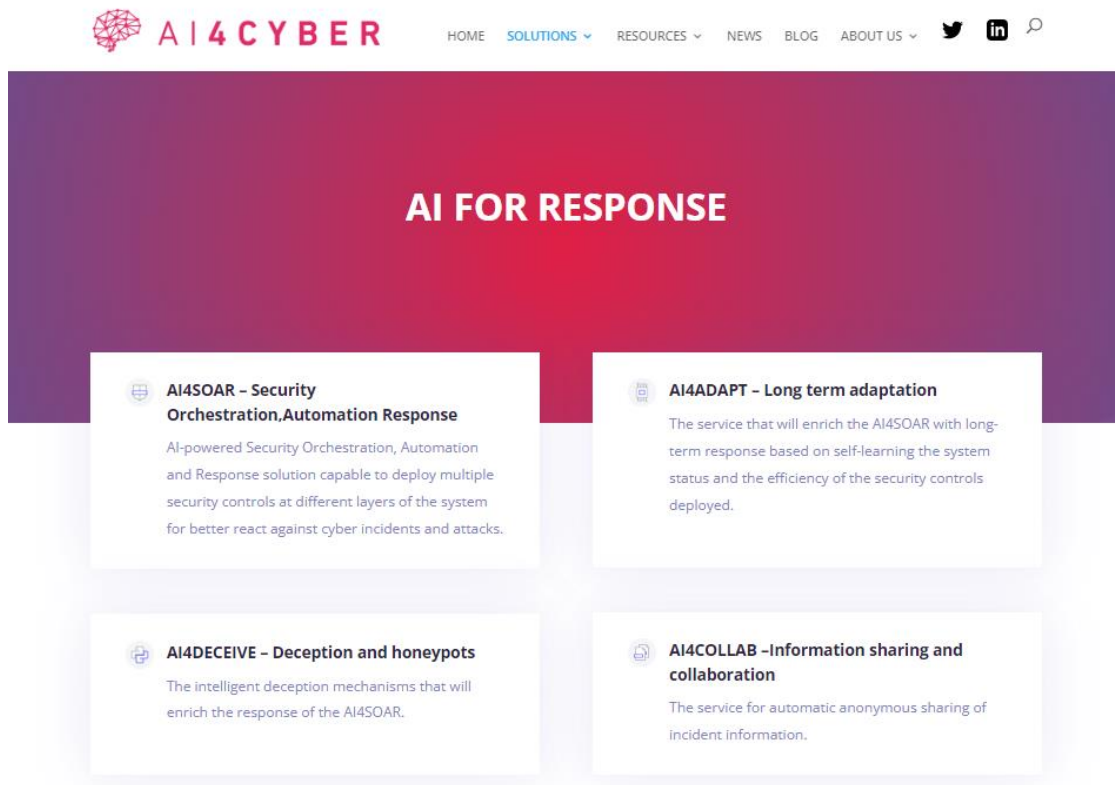 AI4CYBER
HOME SOLUTIONS RESOURCES NEWS BLOG ABOUT US in
AI FOR RESPONSE
AI4SOAR – Security
Orchestration,Automation Response
AI-powered Security Orchestration, Automation
and Response solution capable to deploy multiple
security controls at different layers of the system
for better react against cyber incidents and attacks.
AI4ADAPT – Long term adaptation
The service that will enrich the AI4SOAR with long-
term response based on self-learning the system
status and the efficiency of the security controls
deployed.
AI4DECEIVE – Deception and honeypots
The intelligent deception mechanisms that will
enrich the response of the AI4SOAR.
AI4COLLAB –Information sharing and
collaboration
The service for automatic anonymous sharing of
incident information.